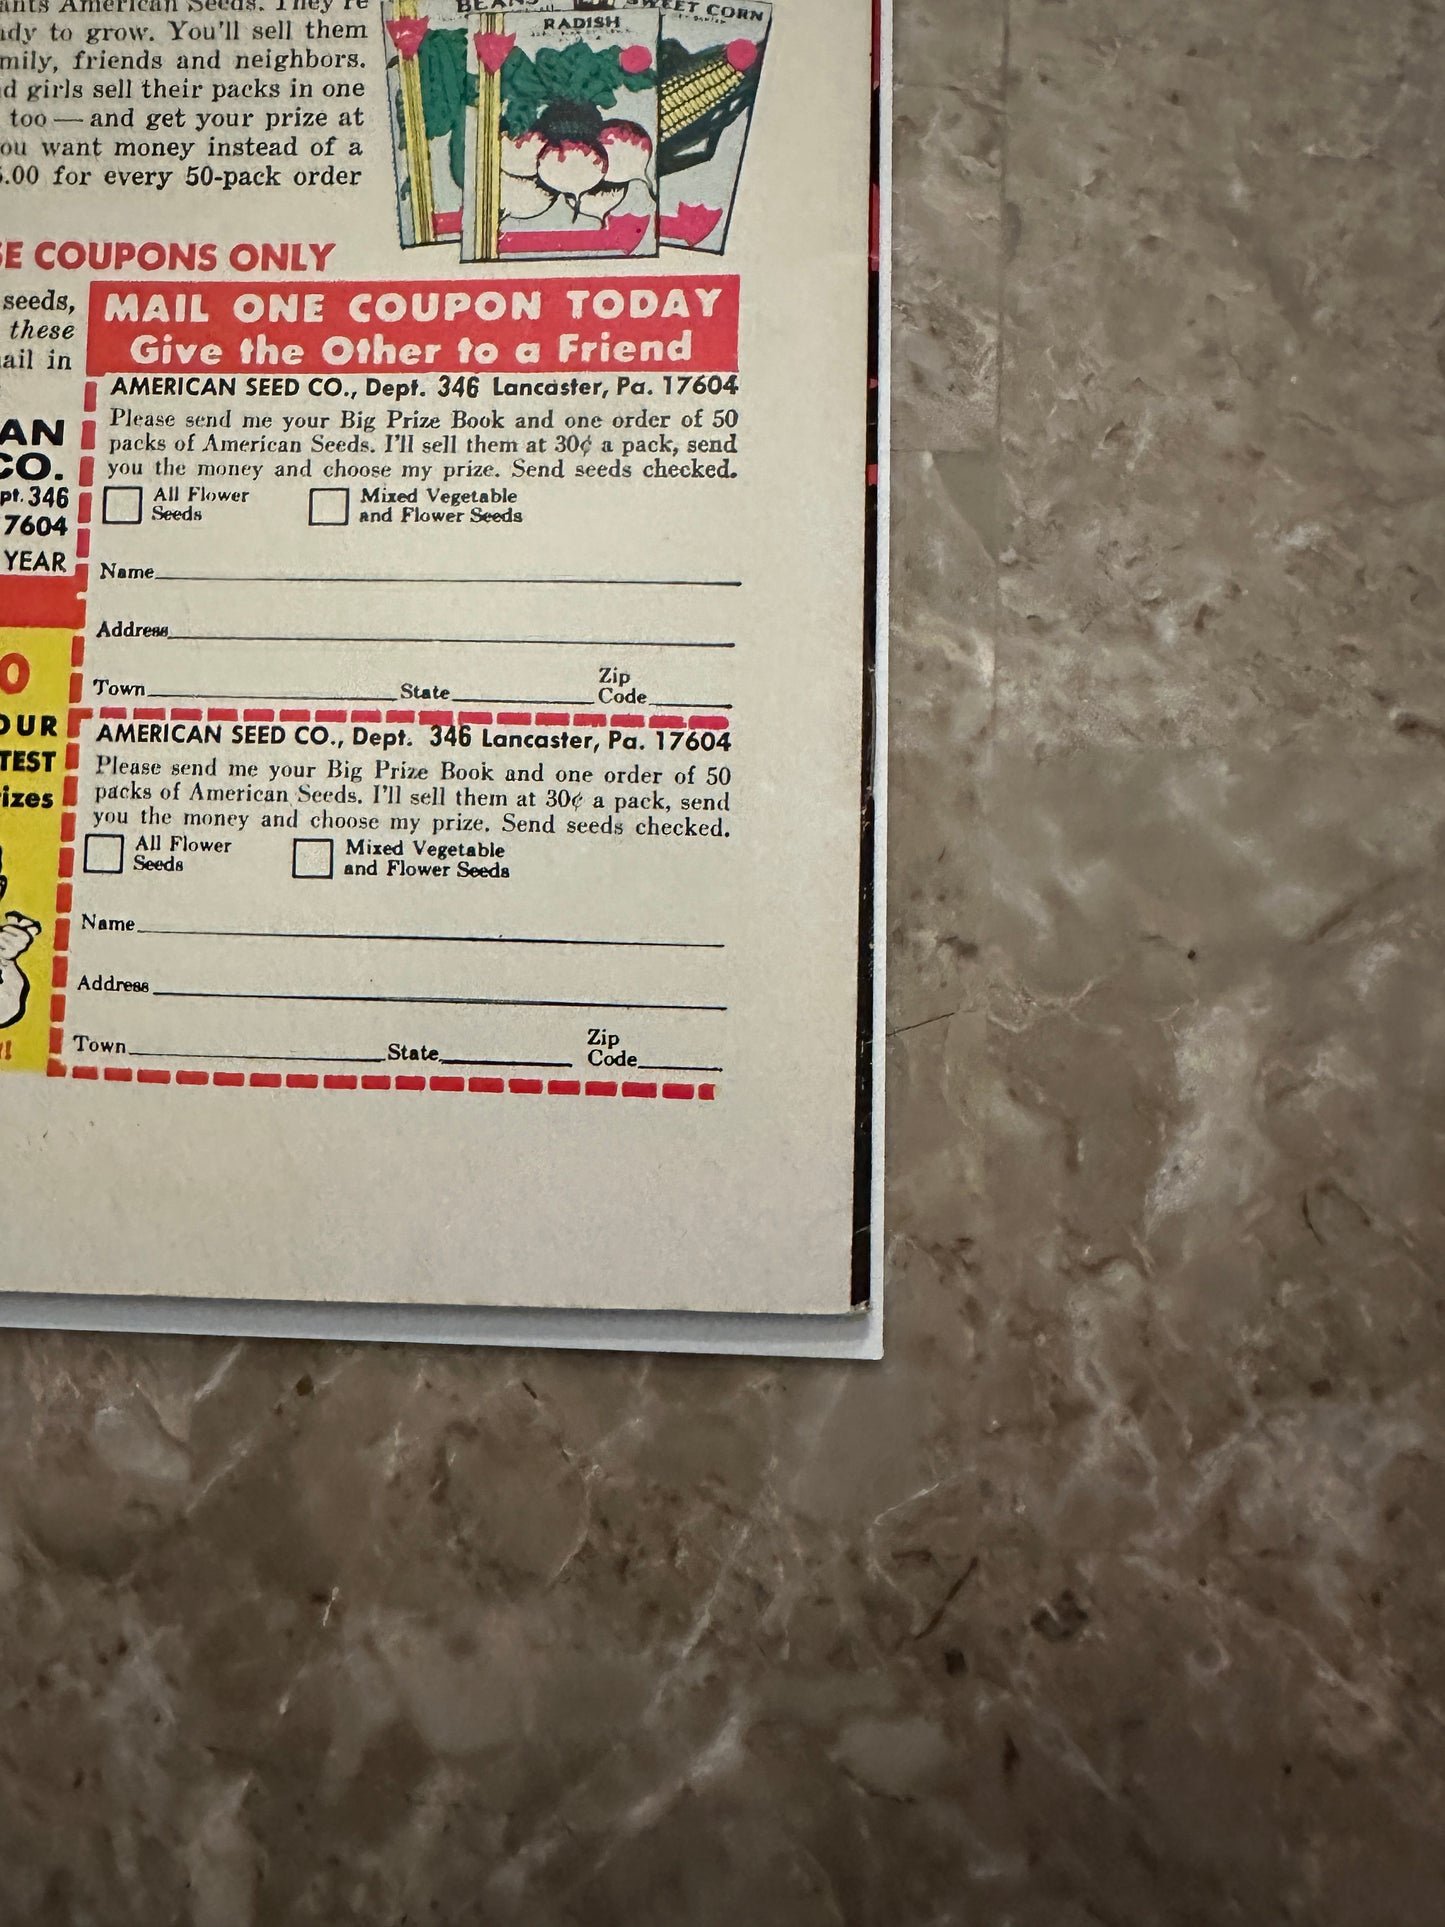 American Seeds. They're
to grow. You'll sell them
friends and neighbors.
girls sell their packs in one
too — and get your prize at
want money instead of a
.00 for every 50-pack order
BEANS
RADISH
SWEET CORN
COUPONS ONLY
seeds,
these
in
AN
CO.
pt. 346
7604
YEAR
MAIL ONE COUPON TODAY
Give the Other to a Friend
AMERICAN SEED CO., Dept. 346 Lancaster, Pa. 17604
Please send me your Big Prize Book and one order of 50
packs of American Seeds. I'll sell them at 30¢ a pack, send
you the money and choose my prize. Send seeds checked.
All Flower
Seeds
Mixed Vegetable
and Flower Seeds
Name
Address
Town State Zip Code
0
OUR
TEST
izes
!
AMERICAN SEED CO., Dept. 346 Lancaster, Pa. 17604
Please send me your Big Prize Book and one order of 50
packs of American Seeds. I'll sell them at 30¢ a pack, send
you the money and choose my prize. Send seeds checked.
All Flower
Seeds
Mixed Vegetable
and Flower Seeds
Name
Address
Town State Zip Code